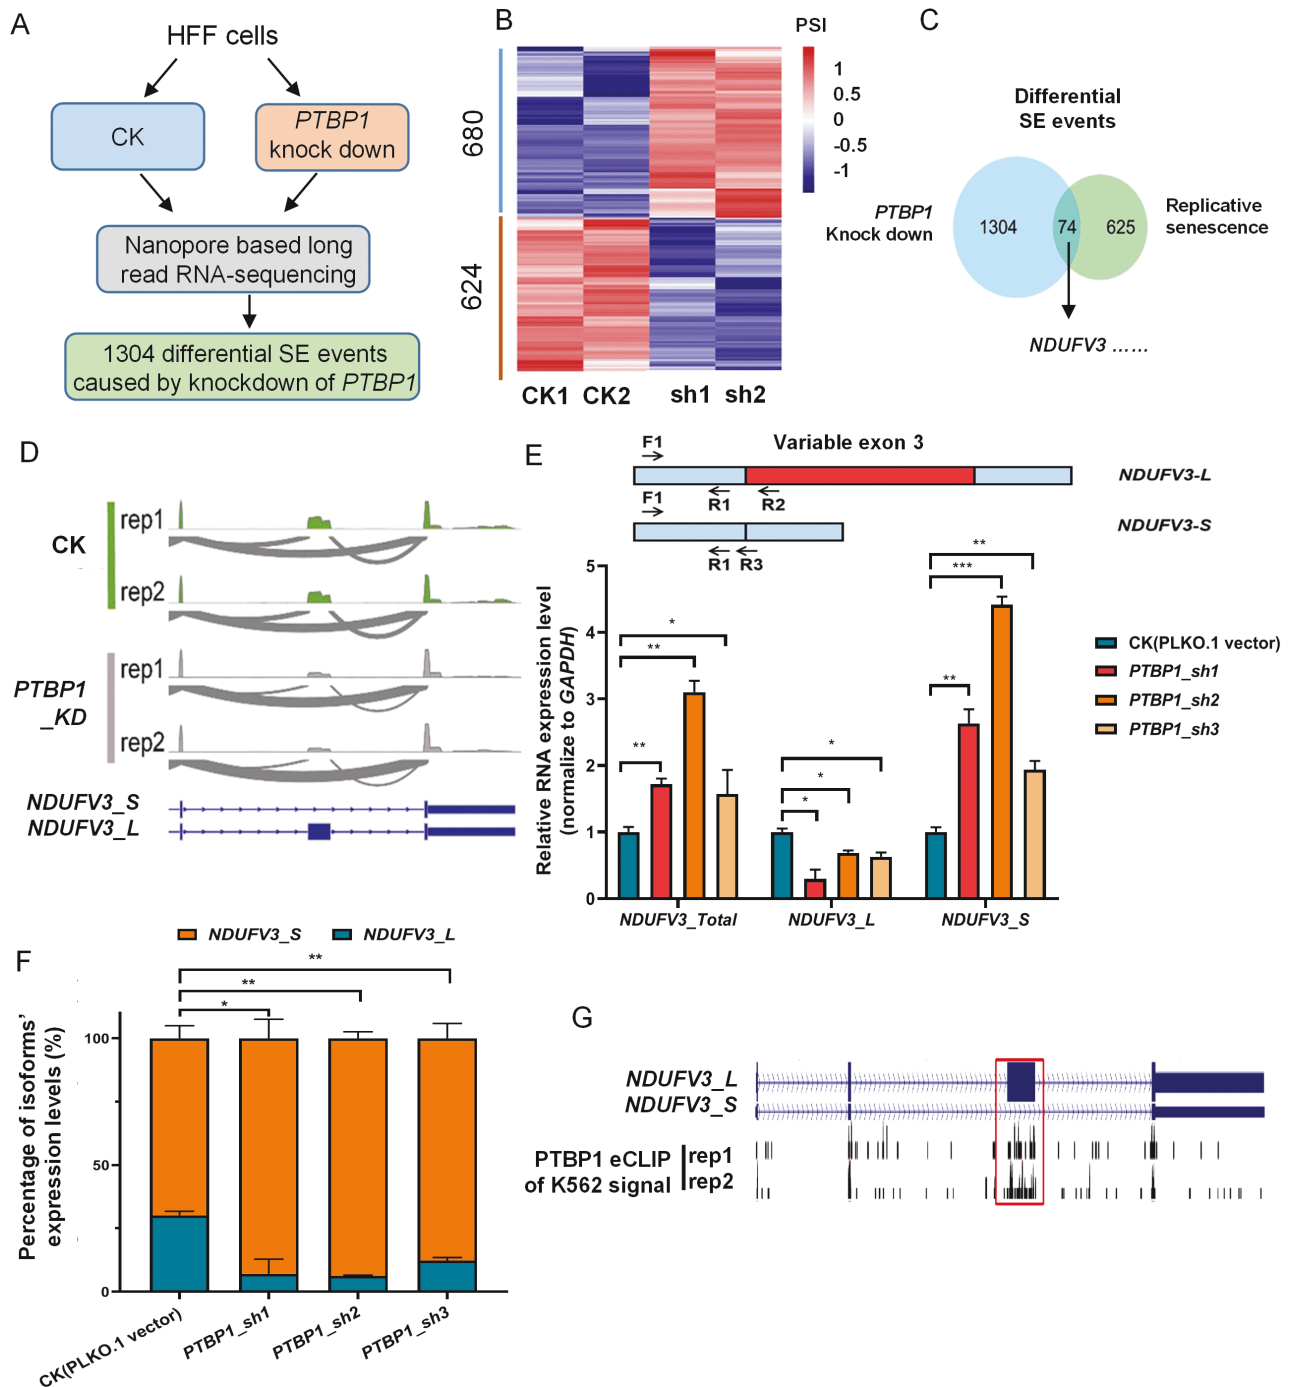 A
HFF cells
CK
PTBP1
knock down
Nanopore based long
read RNA-sequencing
1304 differential SE events
caused by knockdown of PTBP1
B
PSI
1
0.5
0
-0.5
-1
680
624
CK1 CK2 sh1 sh2
C
Differential
SE events
PTBP1
Knock down
1304
74
625
Replicative
senescence
NDUFV3 ......
D
CK
rep1
rep2
PTBP1
_KD
rep1
rep2
NDUFV3_S
NDUFV3_L
E
F1
Variable exon 3
NDUFV3-L
R1
R2
F1
NDUFV3-S
R1
R3
Relative RNA expression level
(normalize to GAPDH)
5
4
3
2
1
0
**
**
*
*
*
*
**
***
**
NDUFV3_Total
NDUFV3_L
NDUFV3_S
CK(PLKO.1 vector)
PTBP1_sh1
PTBP1_sh2
PTBP1_sh3
F
NDUFV3_S
NDUFV3_L
**
**
*
Percentage of isoforms'
expression levels (%)
100
50
0
CK(PLKO.1 vector)
PTBP1_sh1
PTBP1_sh2
PTBP1_sh3
G
NDUFV3_L
NDUFV3_S
PTBP1 eCLIP
of K562 signal
rep1
rep2